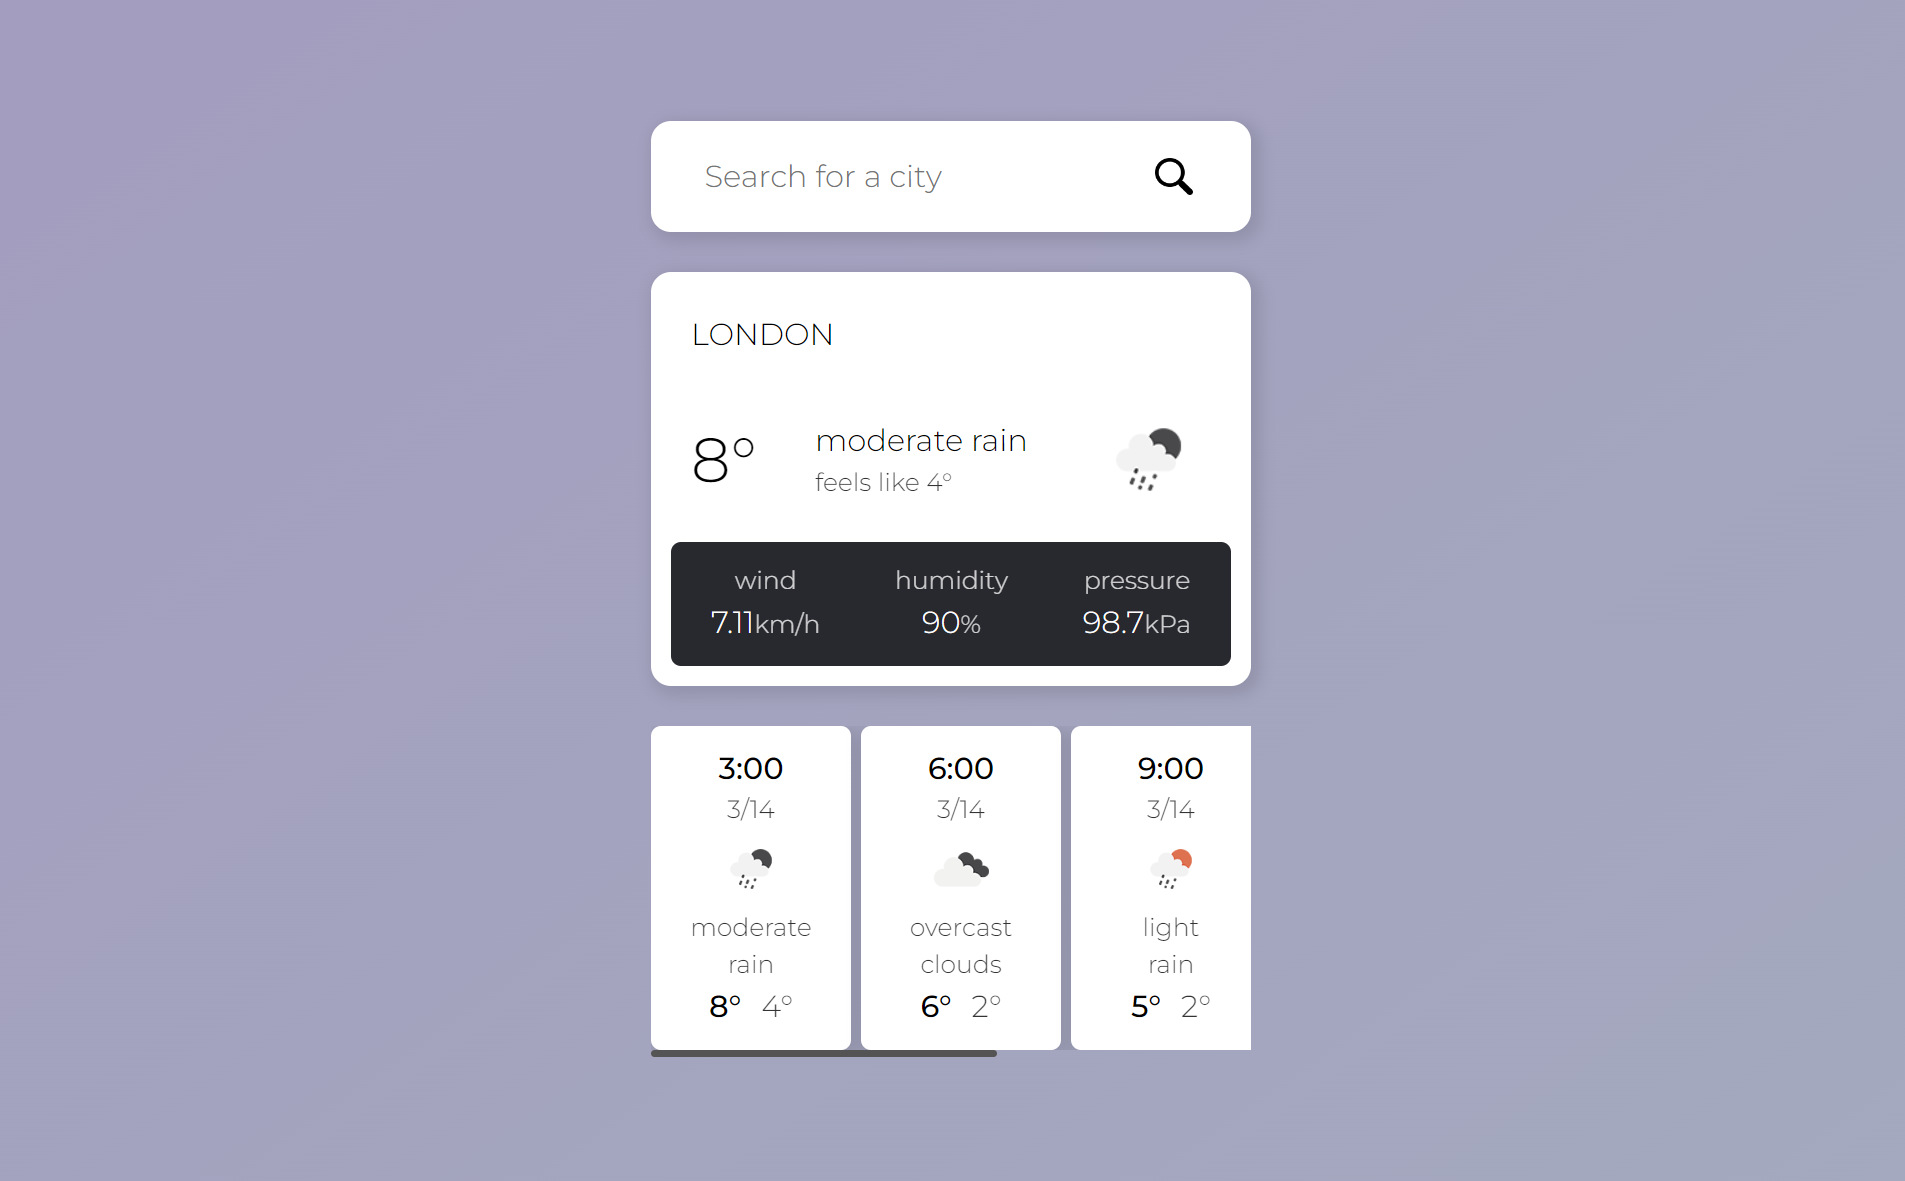 Search for a city
LONDON
8°
moderate rain
feels like 4°
wind
7.11km/h
humidity
90%
pressure
98.7kPa
3:00
3/14
moderate
rain
8° 4°
6:00
3/14
overcast
clouds
6° 2°
9:00
3/14
light
rain
5° 2°